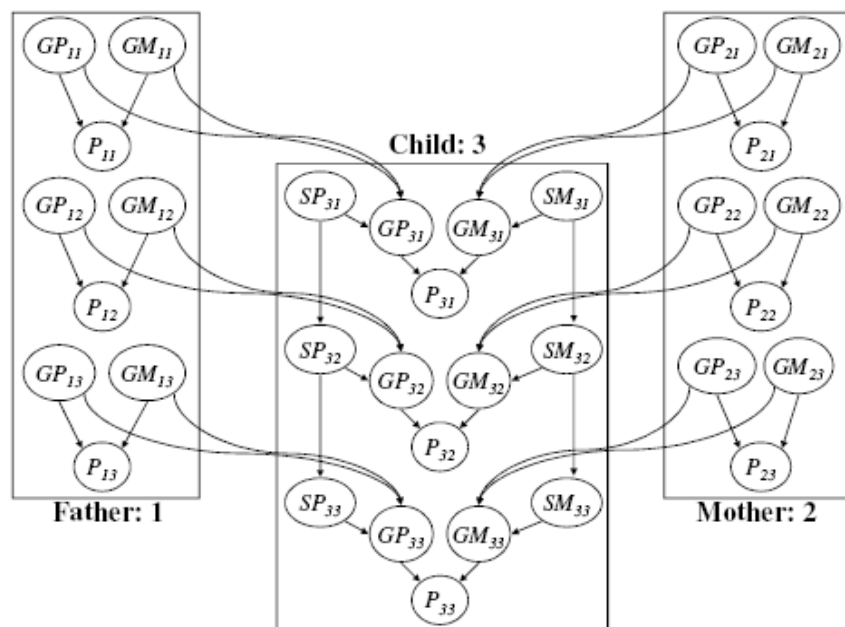 GP11 GM11 GP21 GM21
P11 Child: 3 P21
GP12 GM12 SP31 SM31 GP22 GM22
GP31 GM31
P12 P31 P22
GP13 GM13 SP32 SM32 GP23 GM23
GP32 GM32
P13 P32 P23
Father: 1 SP33 SM33 Mother: 2
GP33 GM33
P33